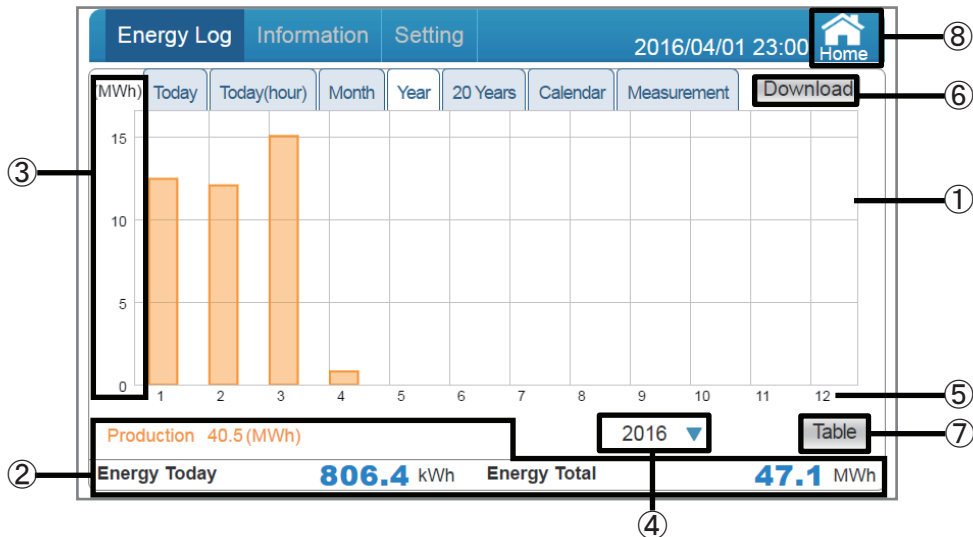 Energy Log Information Setting 2016/04/01 23:00 Home ⑧
(MWh) Today Today(hour) Month Year 20 Years Calendar Measurement Download ⑥
15
③
①
10
5
0
1 2 3 4 5 6 7 8 9 10 11 12 ⑤
Production 40.5(MWh) 2016 ▼ Table ⑦
② Energy Today 806.4 kWh Energy Total 47.1 MWh
④